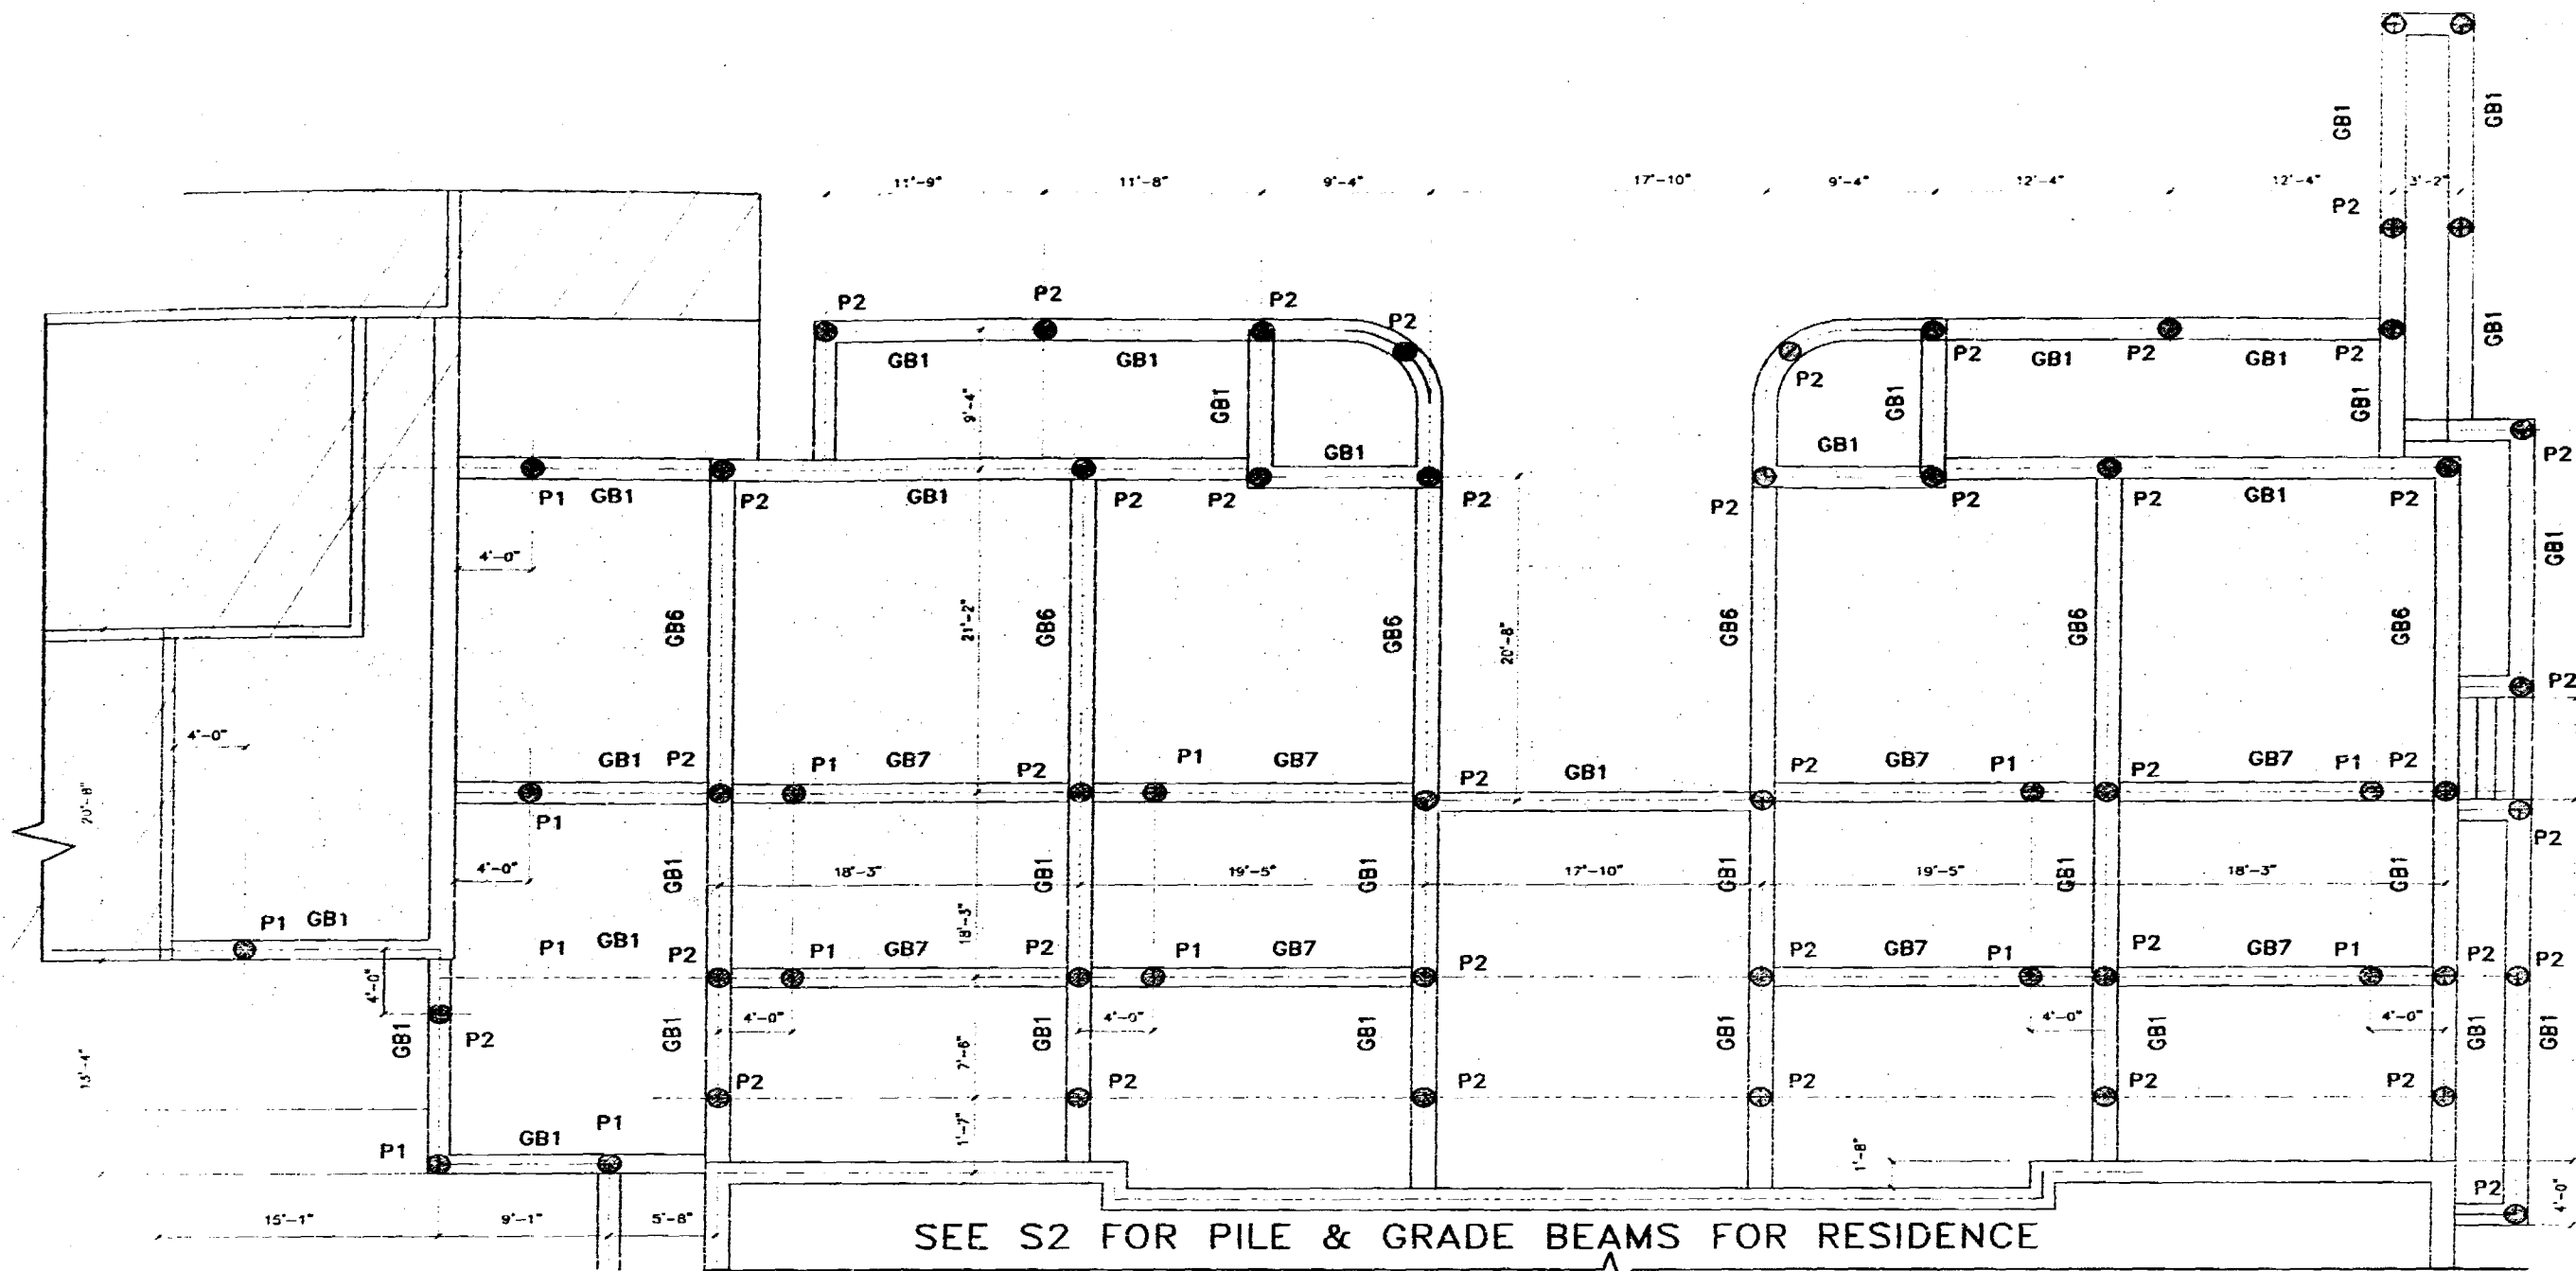 GB1 GB1
11'-9" 11'-8" 9'-4" 17'-10" 9'-4" 12'-4" 12'-4" 3'-2"
P2
P2 P2 P2 P2
GB1 GB1 P2 GB1 P2 GB1 P2 GB1
P2
9'-4" GB1 GB1 GB1
GB1 GB1 P2
P1 GB1 P2 GB1 P2 P2 P2 P2 P2 P2 GB1 P2
4'-0" GB1
GB6 21'-2" GB6 GB6 20'-8" GB6 GB6 GB6
P2
4'-0"
GB1 P2 P1 GB7 P2 P1 GB7 P2 GB1 P2 GB7 P1 P2 GB7 P1 P2
20'-8" P1 P2
4'-0" GB1 18'-3" GB1 19'-5" GB1 17'-10" GB1 19'-5" GB1 18'-3" GB1
P1 GB1 18'-3"
P1 GB1 P2 P1 GB7 P2 P1 GB7 P2 P2 GB7 P1 P2 GB7 P1 P2 P2
4'-0"
GB1 P2 GB1 4'-0" GB1 4'-0" GB1 GB1 4'-0" GB1 4'-0" GB1 GB1
13'-4" 7'-6"
P2 P2 P2 P2 P2 P2
P1 GB1 P1 1'-7" 1'-8"
P2 4'-0"
15'-1" 9'-1" 5'-8"
SEE S2 FOR PILE & GRADE BEAMS FOR RESIDENCE